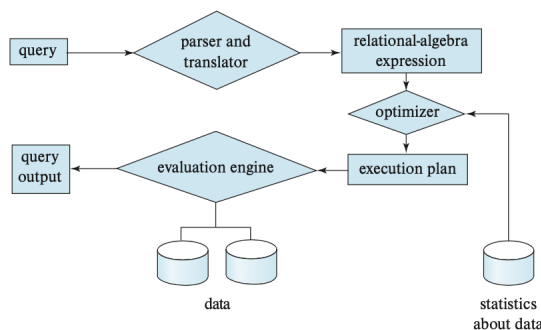 query
parser and
translator
relational-algebra
expression
optimizer
query
output
evaluation engine
execution plan
data
statistics
about data